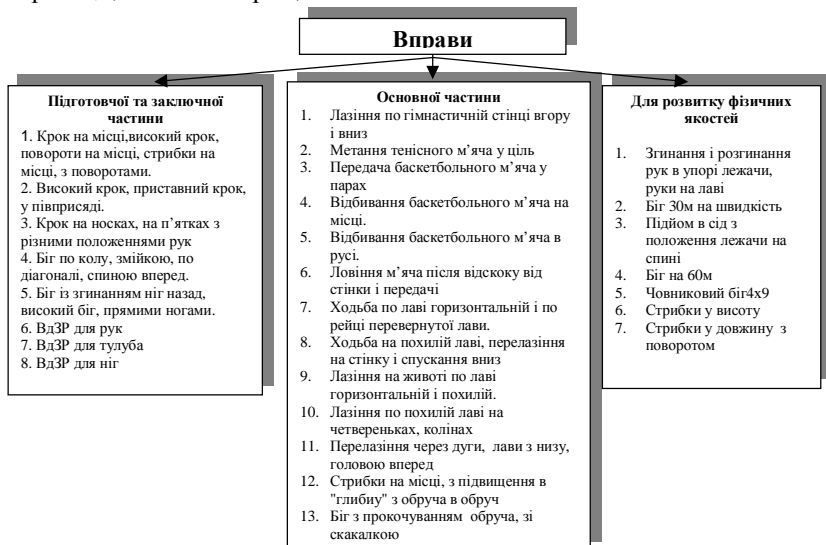 Вправи
Підготовчої та заключної
частини
1. Крок на місці,високий крок,
повороти на місці, стрибки на
місці, з поворотами.
2. Високий крок, приставний крок,
у півприсяді.
3. Крок на носках, на п’ятках з
різними положеннями рук
4. Біг по колу, змійкою, по
діагоналі, спиною вперед.
5. Біг із згинанням ніг назад,
високий біг, прямими ногами.
6. ВдЗР для рук
7. ВдЗР для тулуба
8. ВдЗР для ніг
Основної частини
1. Лазіння по гімнастичній стінці вгору
і вниз
2. Метання тенісного м’яча у ціль
3. Передача баскетбольного м’яча у
парах
4. Відбивання баскетбольного м’яча на
місці.
5. Відбивання баскетбольного м’яча в
русі.
6. Ловіння м’яча після відскоку від
стінки і передачі
7. Ходьба по лаві горизонтальній і по
рейці перевернутої лави.
8. Ходьба на похилій лаві, перелазіння
на стінку і спускання вниз
9. Лазіння на животі по лаві
горизонтальній і похилій.
10. Лазіння по похилій лаві на
четвереньках, колінах
11. Перелазіння через дуги, лави з низу,
головою вперед
12. Стрибки на місці, з підвищення в
"глибиу" з обруча в обруч
13. Біг з прокочуванням обруча, зі
скакалкою
Для розвитку фізичних
якостей
1. Згинання і розгинання
рук в упорі лежачи,
руки на лаві
2. Біг 30м на швидкість
3. Підйом в сід з
положення лежачи на
спині
4. Біг на 60м
5. Човниковий біг4х9
6. Стрибки у висоту
7. Стрибки у довжину з
поворотом